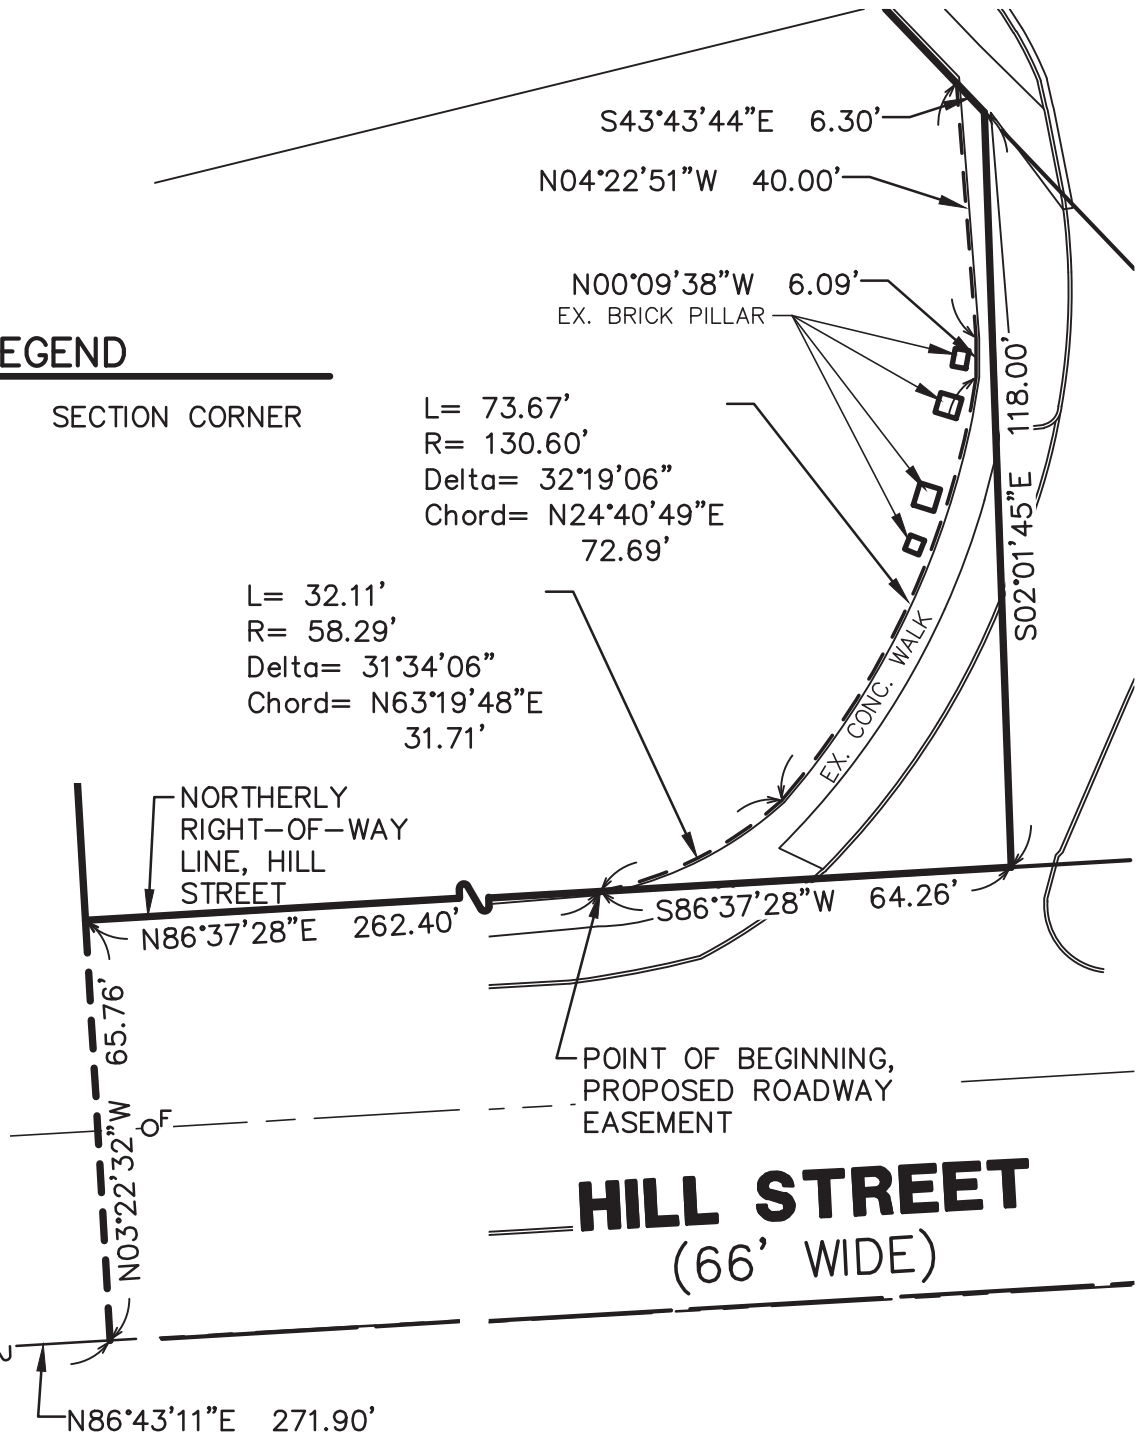 S43°43'44"E 6.30'
N04°22'51"W 40.00'
N00°09'38"W 6.09'
EX. BRICK PILLAR
EGEND
SECTION CORNER
L= 73.67'
R= 130.60'
Delta= 32°19'06"
Chord= N24°40'49"E
72.69'
118.00'
S02°01'45"E
L= 32.11'
R= 58.29'
Delta= 31°34'06"
Chord= N63°19'48"E
31.71'
EX. CONC. WALK
NORTHERLY
RIGHT-OF-WAY
LINE, HILL
STREET
N86°37'28"E 262.40'
S86°37'28"W 64.26'
N03°22'32"W 65.76'
F
POINT OF BEGINNING,
PROPOSED ROADWAY
EASEMENT
HILL STREET
(66' WIDE)
N86°43'11"E 271.90'